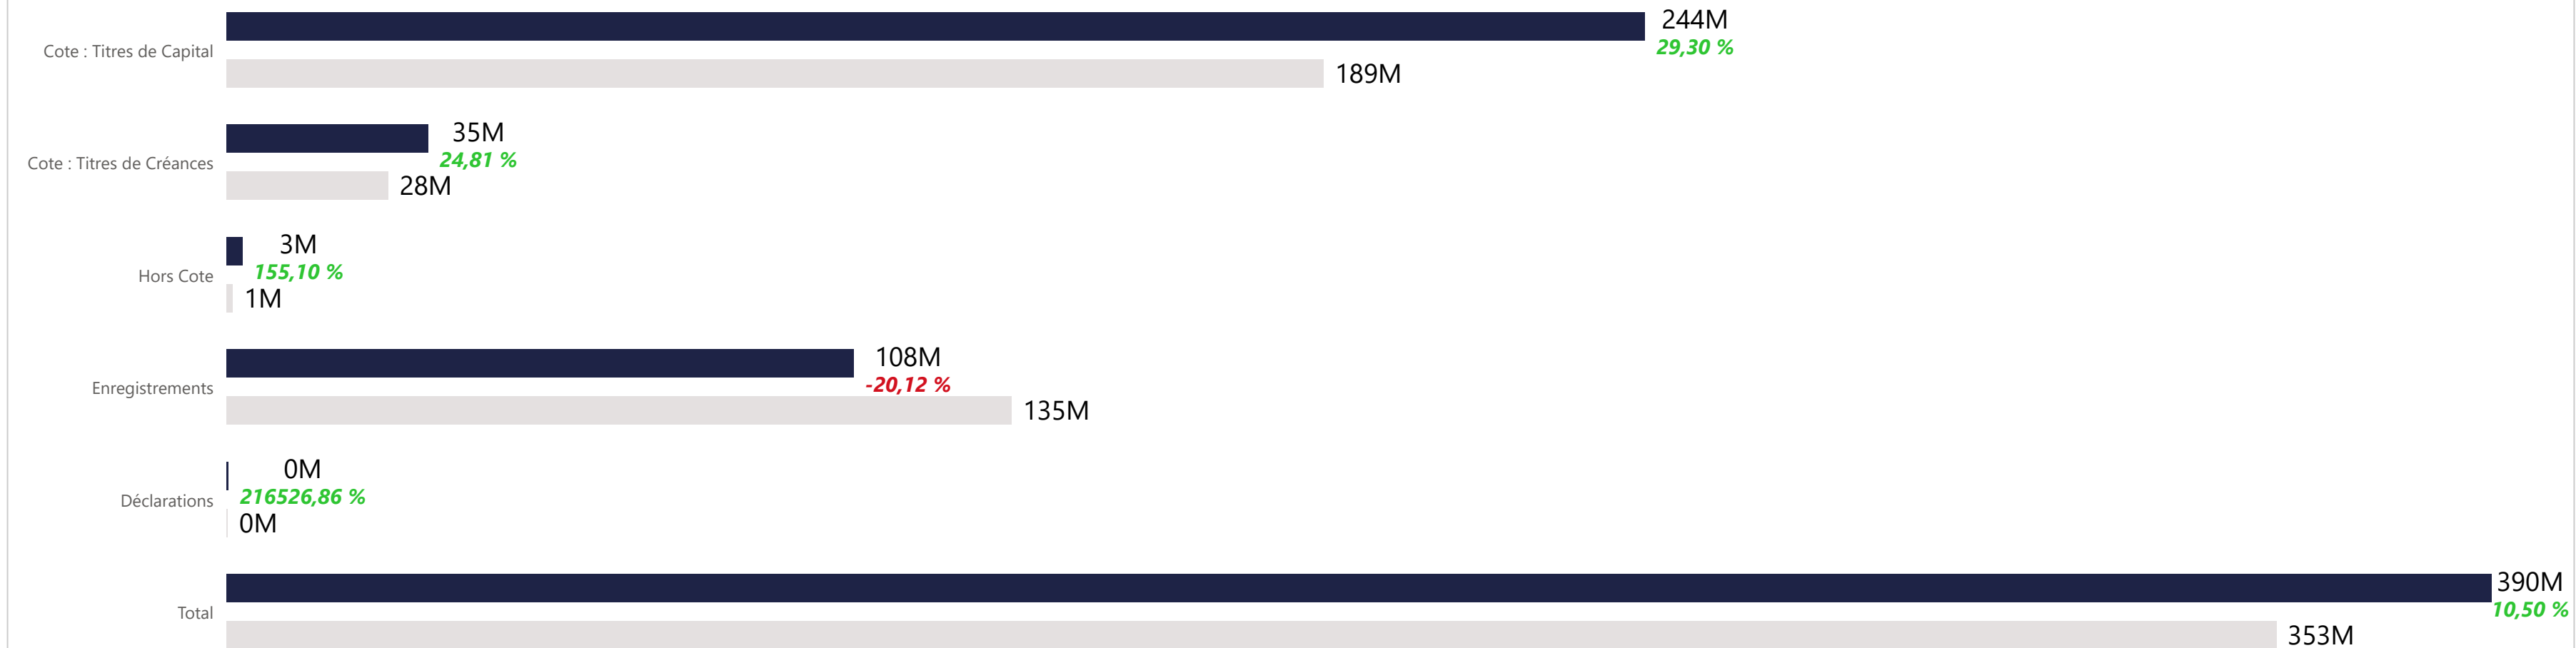 244M
29,30 %
Cote : Titres de Capital
189M
35M
24,81 %
Cote : Titres de Créances
28M
3M
155,10 %
Hors Cote
1M
108M
-20,12 %
Enregistrements
135M
0M
216526,86 %
Déclarations
0M
390M
10,50 %
Total
353M